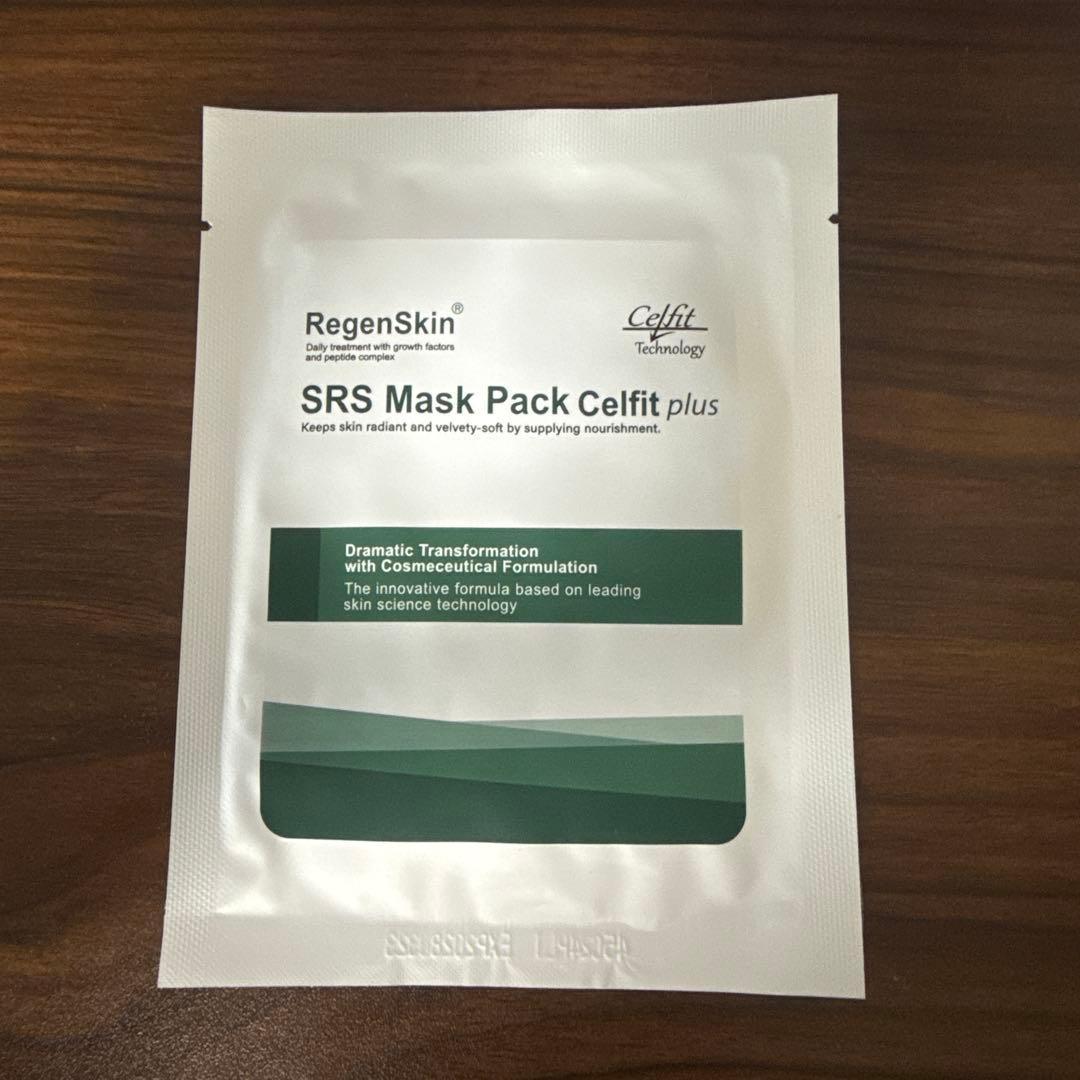 RegenSkin®
Daily treatment with growth factors
and peptide complex
Celfit
Technology
SRS Mask Pack Celfit plus
Keeps skin radiant and velvety-soft by supplying nourishment.
Dramatic Transformation
with Cosmeceutical Formulation
The innovative formula based on leading
skin science technology